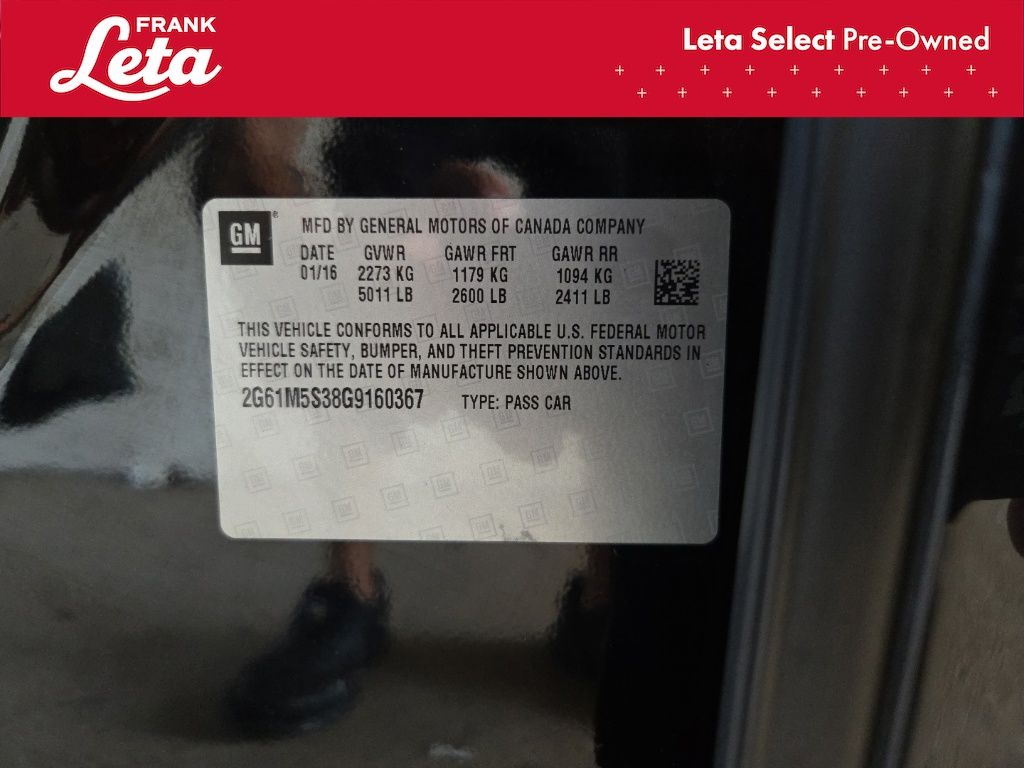 FRANK
Leta
Leta Select Pre-Owned
GM
MFD BY GENERAL MOTORS OF CANADA COMPANY
DATE GVWR GAWR FRT GAWR RR
01/16 2273 KG 1179 KG 1094 KG
5011 LB 2600 LB 2411 LB
THIS VEHICLE CONFORMS TO ALL APPLICABLE U.S. FEDERAL MOTOR
VEHICLE SAFETY, BUMPER, AND THEFT PREVENTION STANDARDS IN
EFFECT ON THE DATE OF MANUFACTURE SHOWN ABOVE.
2G61M5S38G9160367 TYPE: PASS CAR